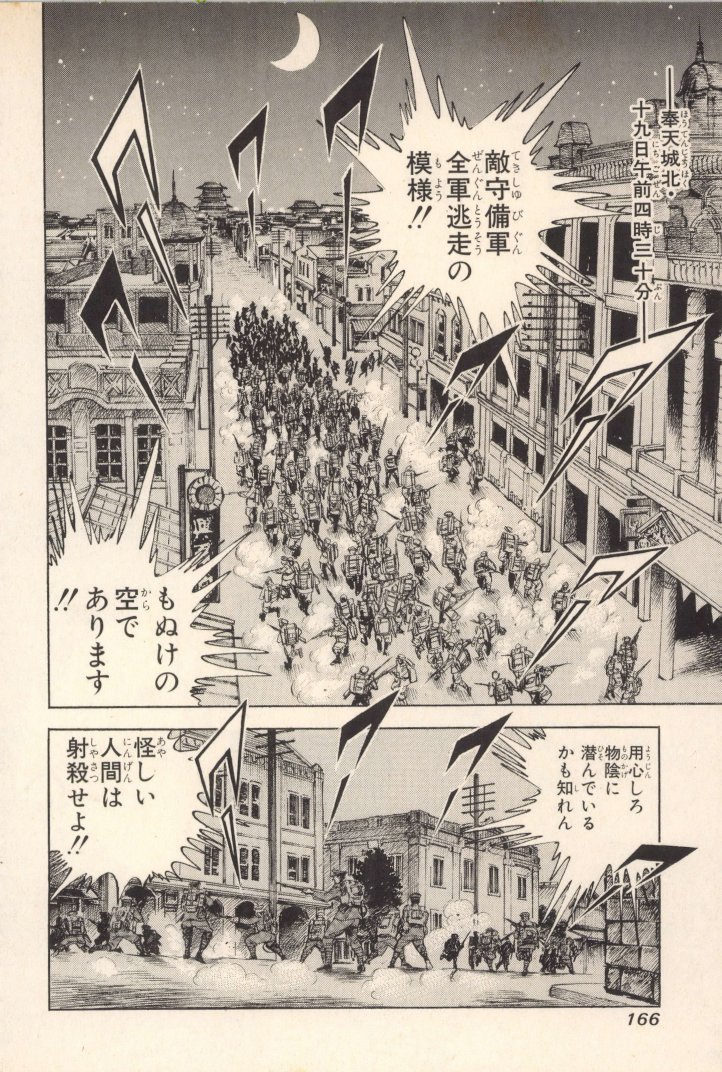 ──奉天城北・
十九日午前四時三十分──
敵守備軍
全軍逃走の
模様!!
もぬけの
空で
あります
!!
用心しろ
物陰に
潜んでいる
かも知れん
怪しい
人間は
射殺せよ!!
166